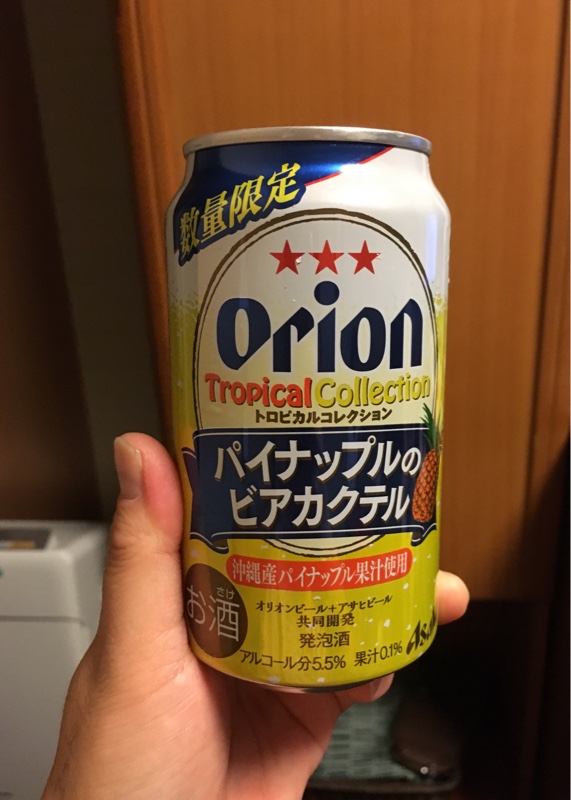 数量限定
Orion
Tropical Collection
トロピカルコレクション
パイナップルの
ビアカクテル
沖縄産パイナップル果汁使用
さけ
お酒
オリオンビール+アサヒビール
共同開発
発泡酒
アルコール分5.5% 果汁0.1%